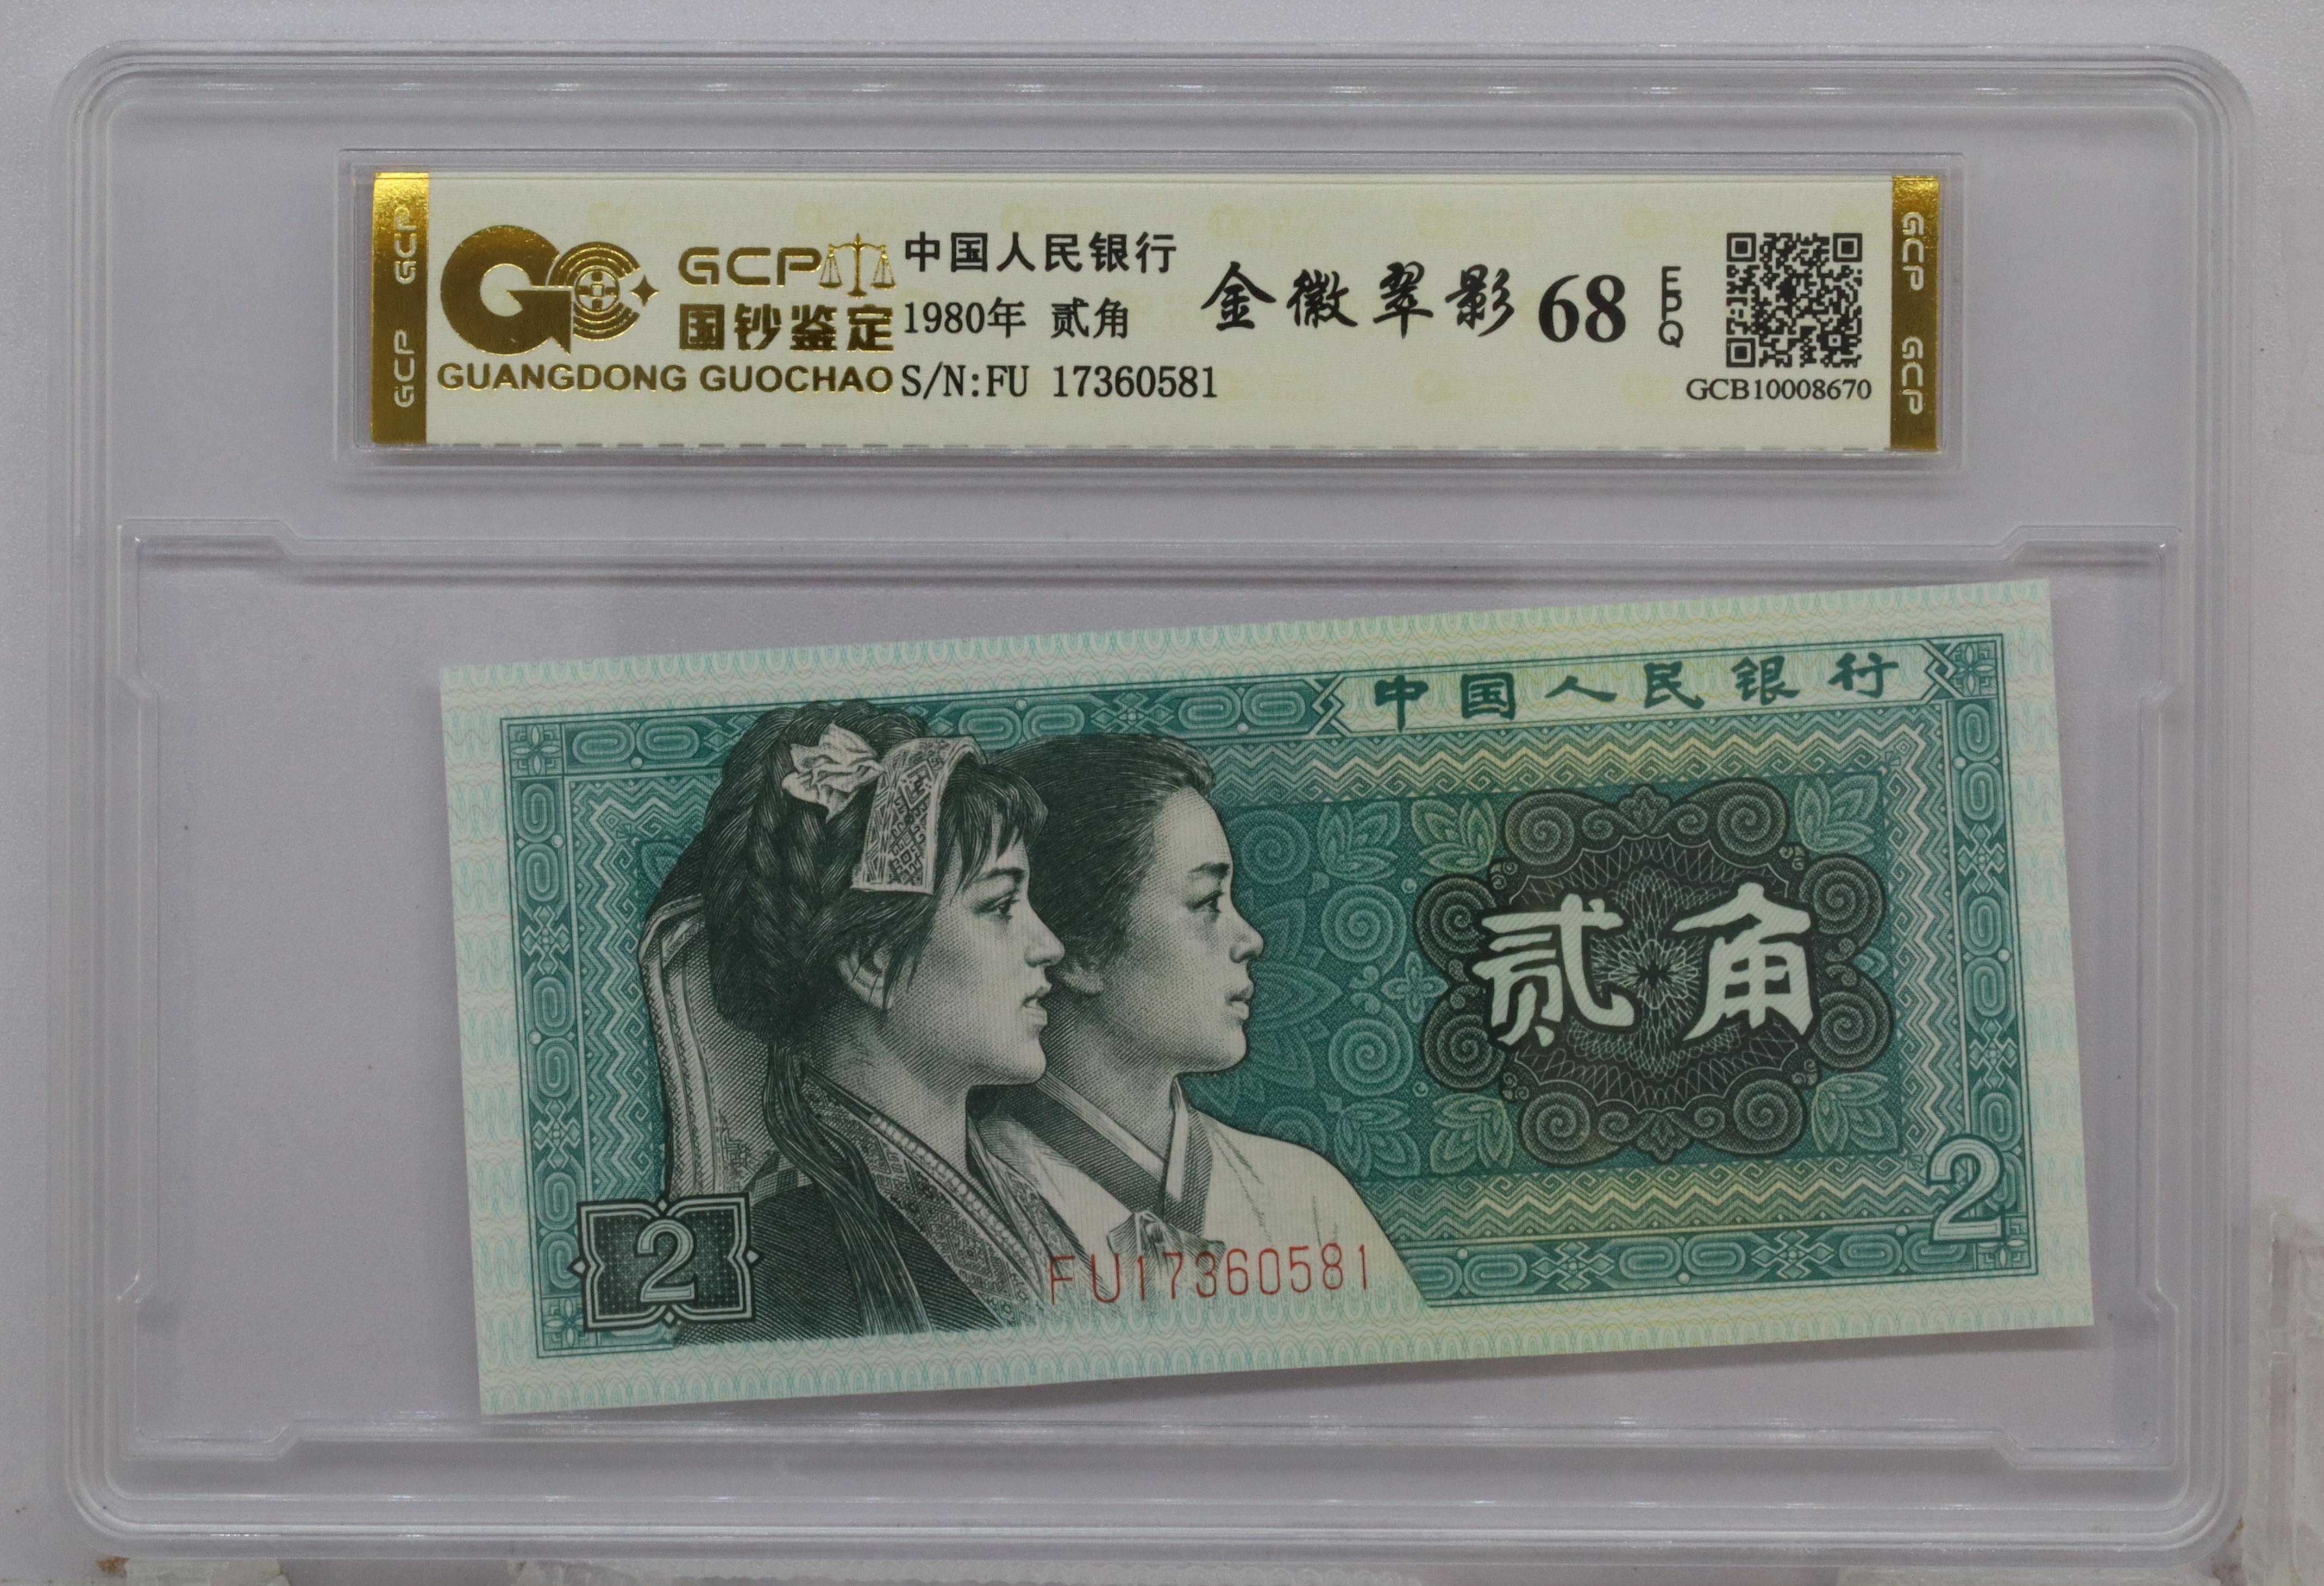 GCP
GCP
GCP
国钞鉴定
GUANGDONG GUOCHAO
中国人民银行
1980年 贰角
S/N:FU 17360581
金徽翠影 68 EPQ
GCB10008670
GCP
GCP
中国人民银行
贰角
2
2
FU17360581